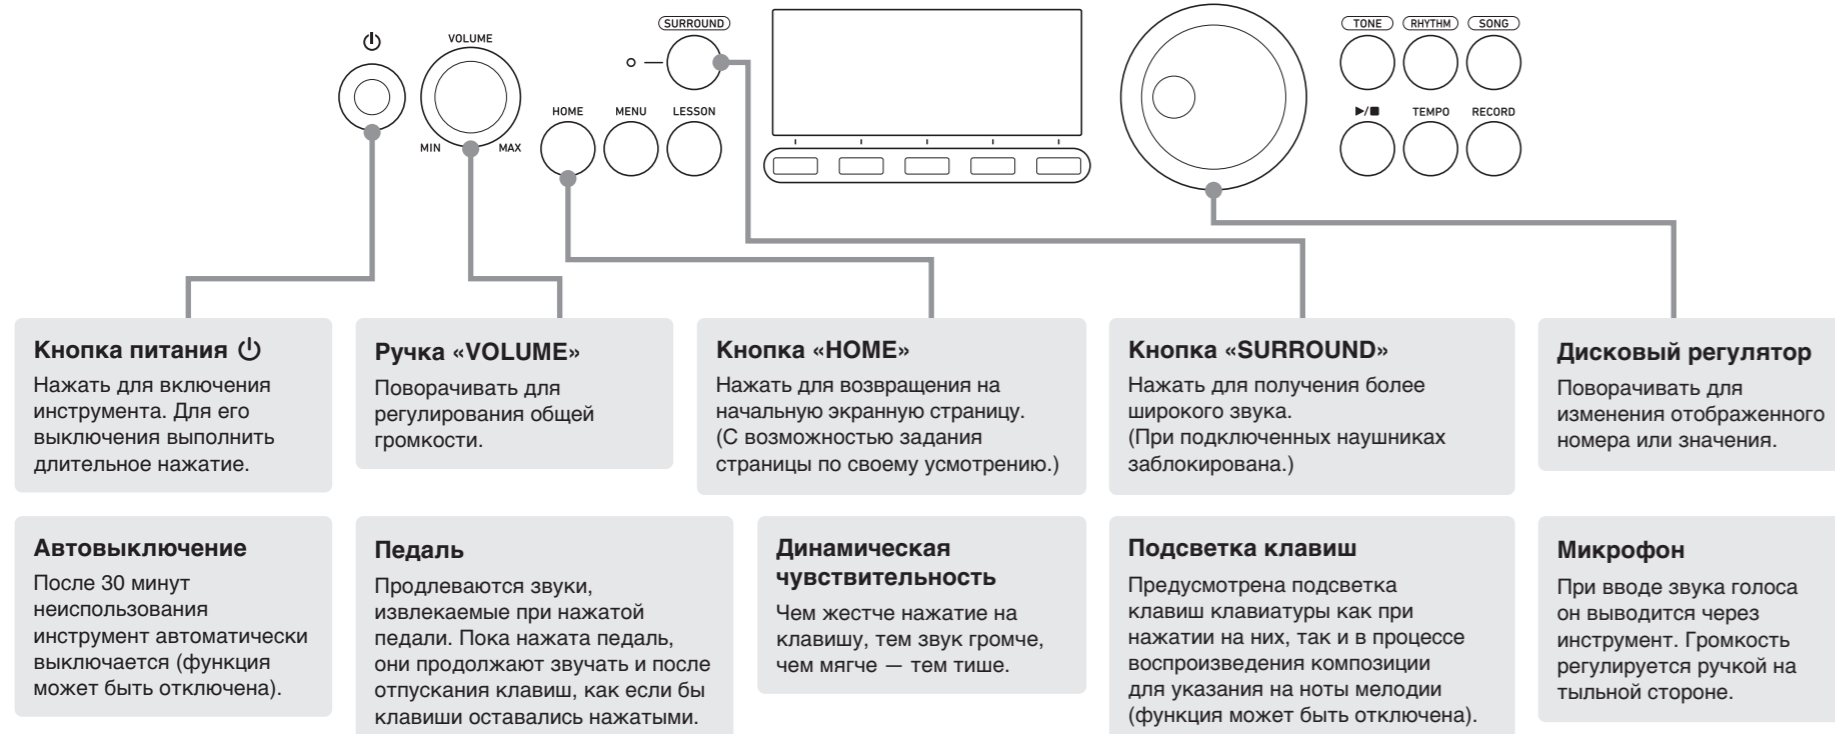 SURROUND
TONE RHYTHM SONG
VOLUME
HOME MENU LESSON
▶/■ TEMPO RECORD
MIN MAX
Кнопка питания ⏻
Нажать для включения
инструмента. Для его
выключения выполнить
длительное нажатие.
Ручка «VOLUME»
Поворачивать для
регулирования общей
громкости.
Кнопка «HOME»
Нажать для возвращения на
начальную экранную страницу.
(С возможностью задания
страницы по своему усмотрению.)
Кнопка «SURROUND»
Нажать для получения более
широкого звука.
(При подключенных наушниках
заблокирована.)
Дисковый регулятор
Поворачивать для
изменения отображенного
номера или значения.
Автовыключение
После 30 минут
неиспользования
инструмент автоматически
выключается (функция
может быть отключена).
Педаль
Продлеваются звуки,
извлекаемые при нажатой
педали. Пока нажата педаль,
они продолжают звучать и после
отпускания клавиш, как если бы
клавиши оставались нажатыми.
Динамическая
чувствительность
Чем жестче нажатие на
клавишу, тем звук громче,
чем мягче — тем тише.
Подсветка клавиш
Предусмотрена подсветка
клавиш клавиатуры как при
нажатии на них, так и в процессе
воспроизведения композиции
для указания на ноты мелодии
(функция может быть отключена).
Микрофон
При вводе звука голоса
он выводится через
инструмент. Громкость
регулируется ручкой на
тыльной стороне.